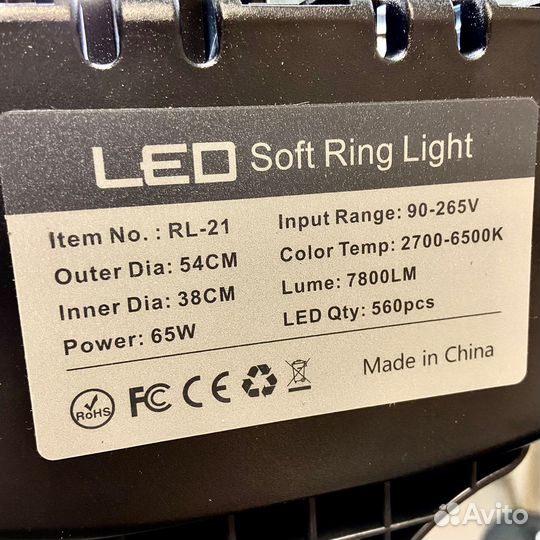 LED Soft Ring Light
Item No. : RL-21
Outer Dia: 54CM
Inner Dia: 38CM
Power: 65W
Input Range: 90-265V
Color Temp: 2700-6500K
Lume: 7800LM
LED Qty: 560pcs
RoHS FC CE
Made in China
Avito